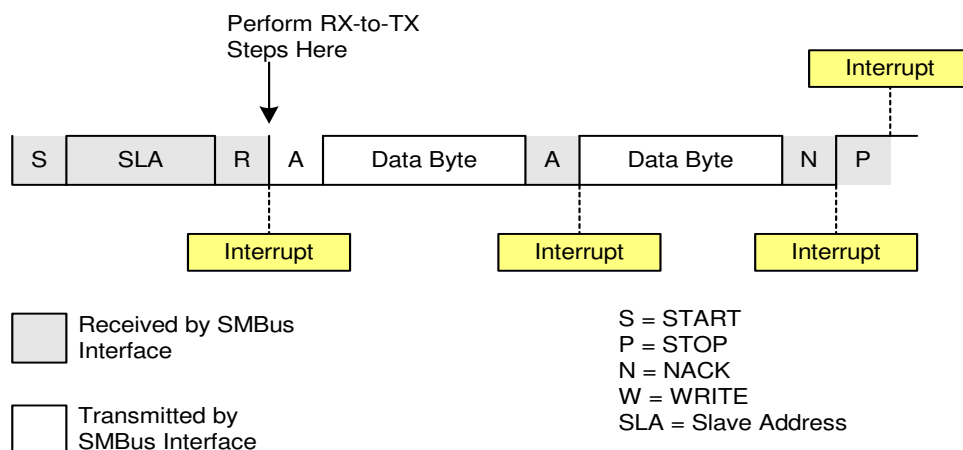 Perform RX-to-TX
Steps Here
Interrupt
S SLA R A Data Byte A Data Byte N P
Interrupt Interrupt Interrupt
Received by SMBus
Interface
Transmitted by
SMBus Interface
S = START
P = STOP
N = NACK
W = WRITE
SLA = Slave Address